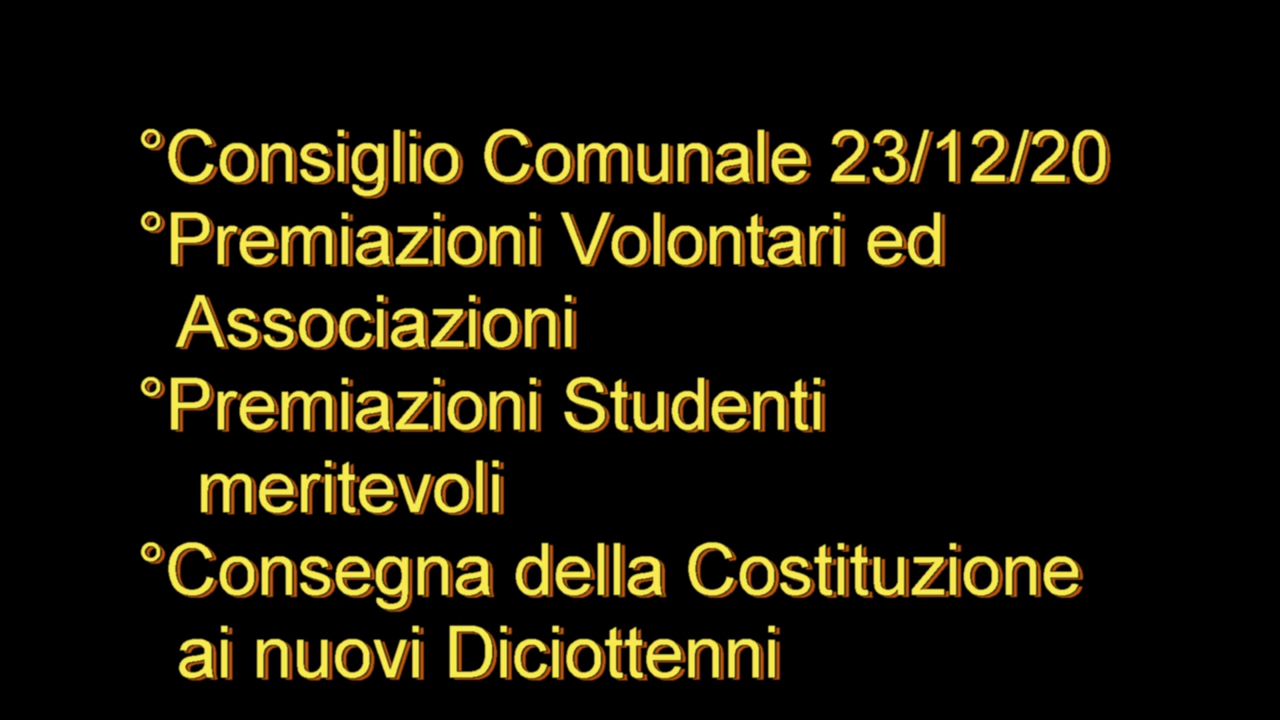 °Consiglio Comunale 23/12/20
°Premiazioni Volontari ed
Associazioni
°Premiazioni Studenti
meritevoli
°Consegna della Costituzione
ai nuovi Diciottenni